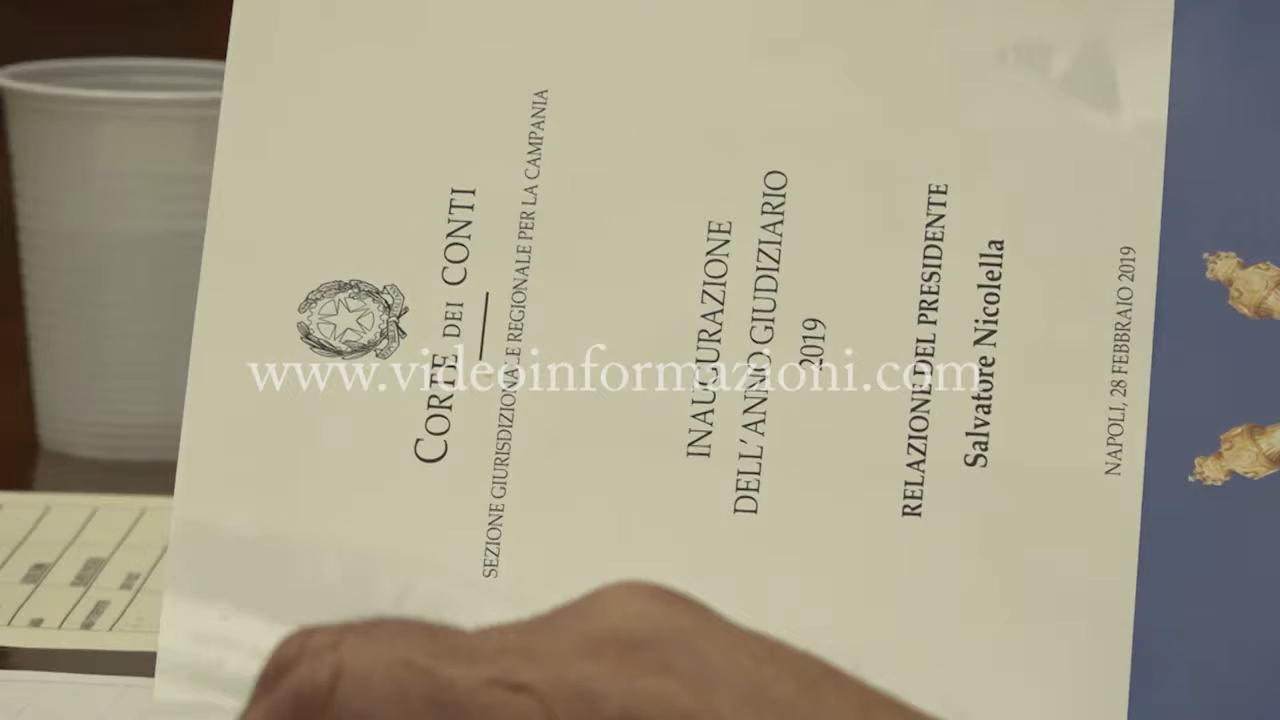 CORTE DEI CONTI
SEZIONE GIURISDIZIONALE REGIONALE PER LA CAMPANIA
INAUGURAZIONE
DELL'ANNO GIUDIZIARIO
2019
RELAZIONE DEL PRESIDENTE
Salvatore Nicolella
NAPOLI, 28 FEBBRAIO 2019
www.videoinformazioni.com